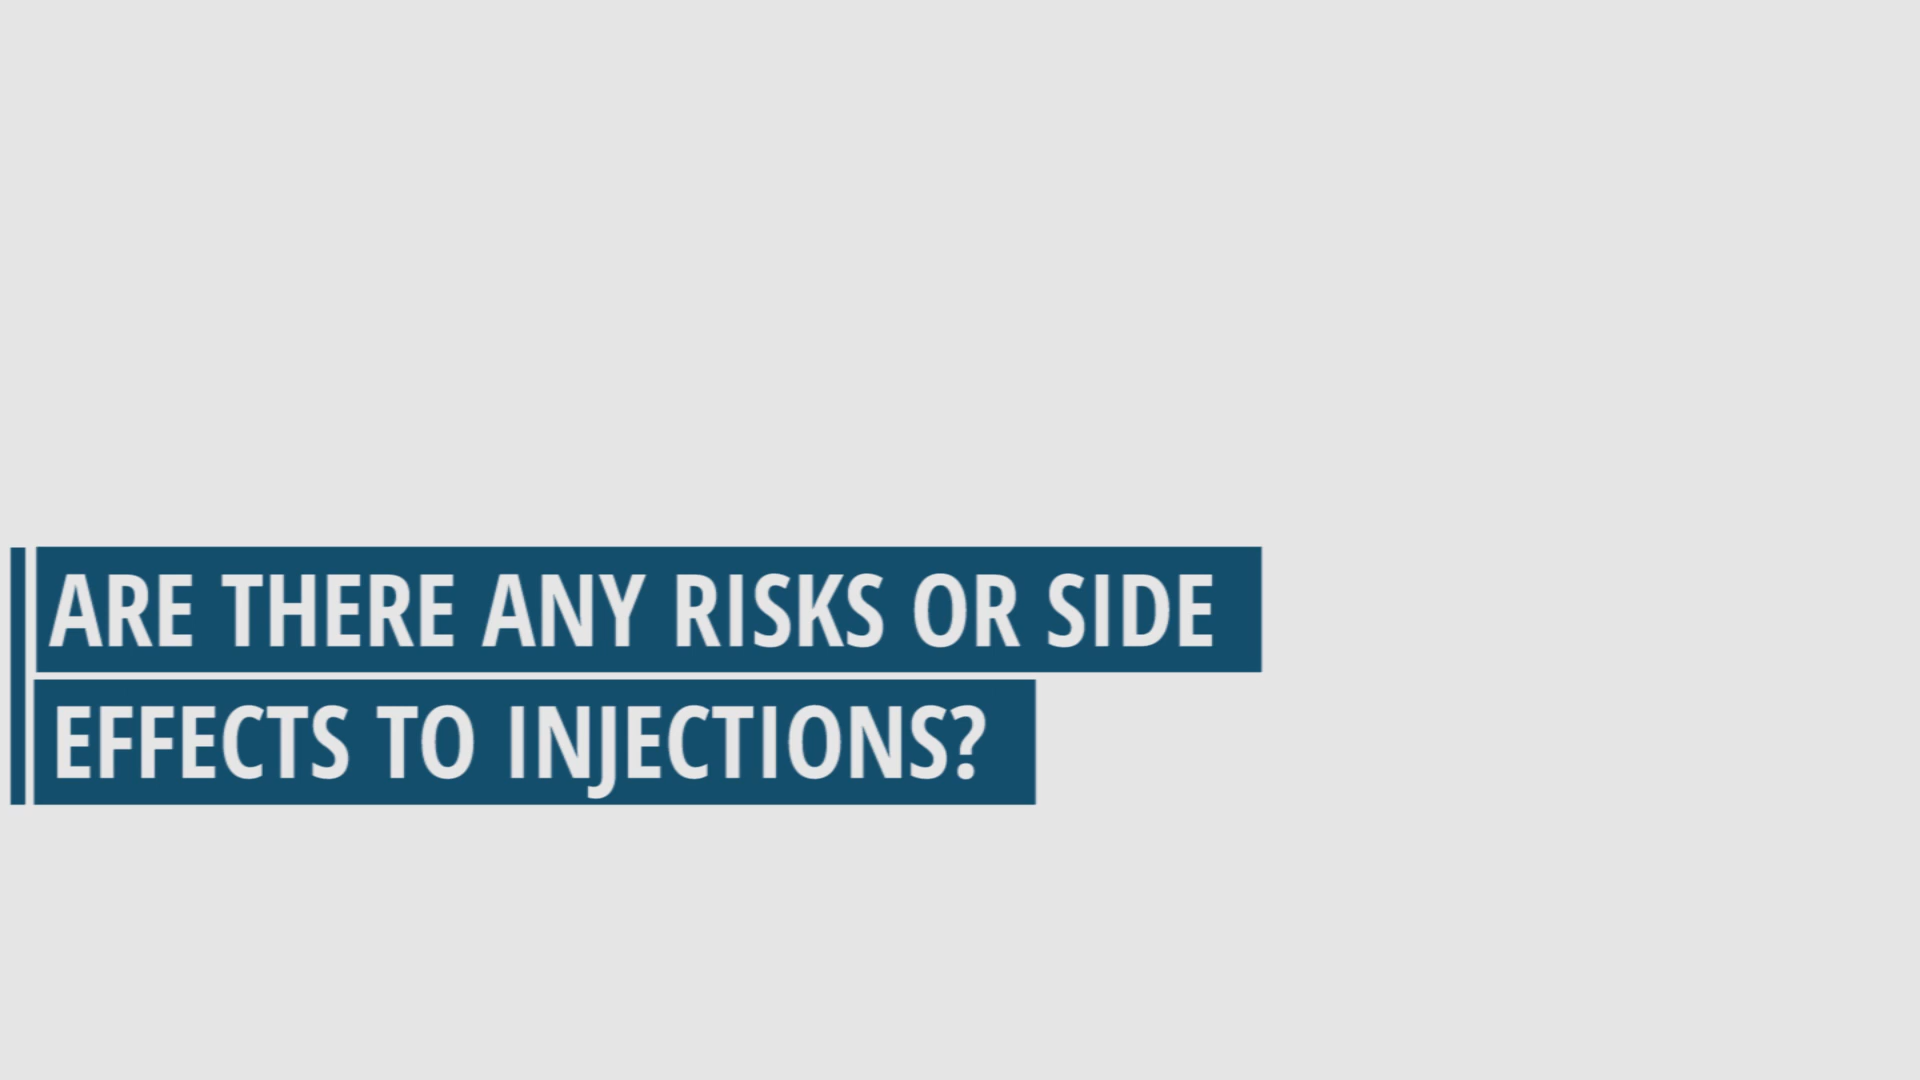 ARE THERE ANY RISKS OR SIDE
EFFECTS TO INJECTIONS?